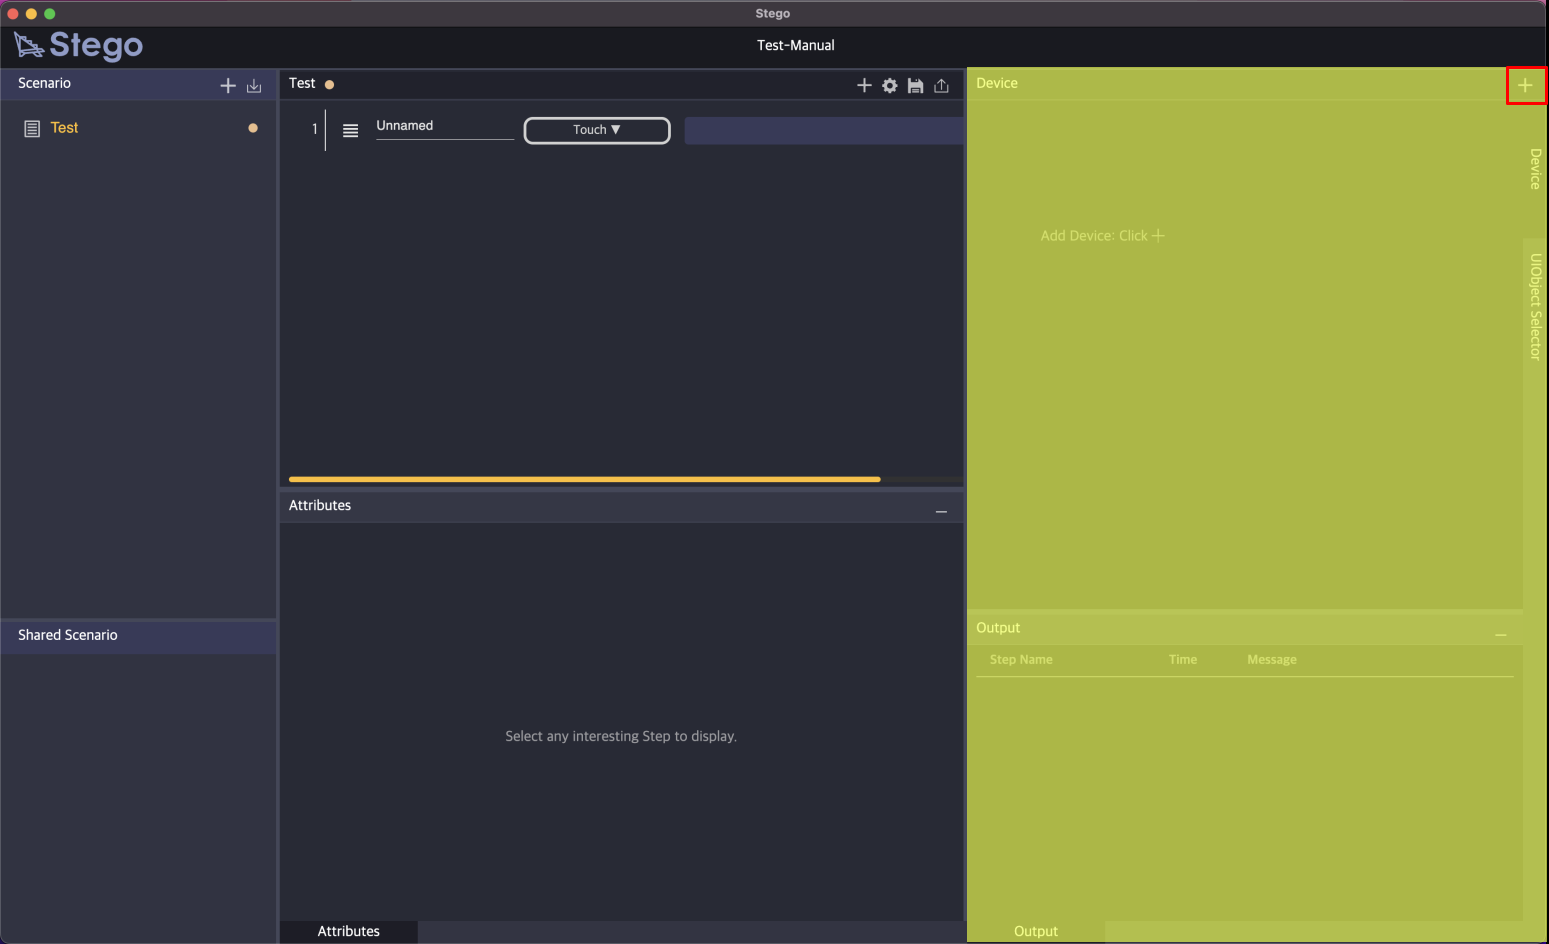 Stego
Stego
Test-Manual
Scenario
Test
Device
Test
1
Unnamed
Touch ▼
Device
Add Device: Click +
UIObject Selector
Attributes
Select any interesting Step to display.
Shared Scenario
Output
Step Name Time Message
Attributes
Output